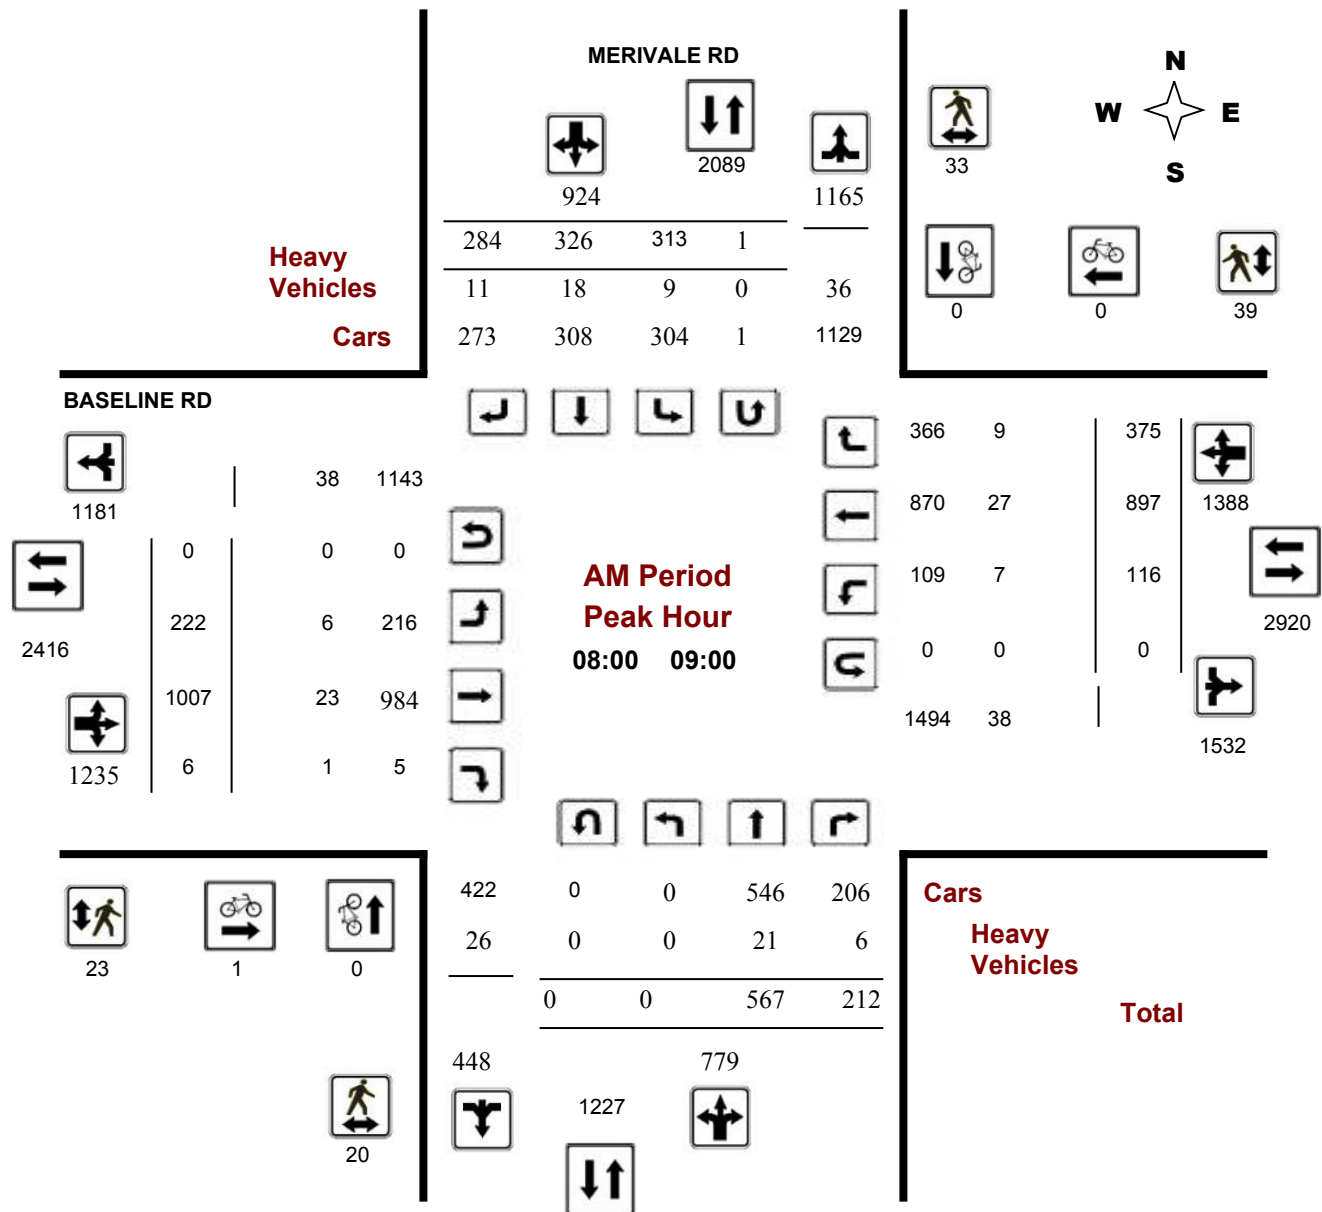 MERIVALE RD
N
W E
S
2089
33
924 1165
284 326 313 1
Heavy
Vehicles
11 18 9 0 36
0 0 39
Cars 273 308 304 1 1129
BASELINE RD
366 9 375
38 1143
1181
870 27 897 1388
0 0 0
AM Period
109 7 116
Peak Hour
222 6 216
2920
2416
08:00 09:00
0 0 0
1007 23 984
1494 38
1532
1235 6 1 5
422 0 0 546 206 Cars
26 0 0 21 6 Heavy
Vehicles
23 1 0
0 0 567 212
Total
448 779
1227
20